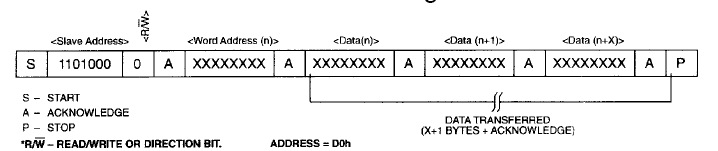 <Slave Address> <R/W̅> <Word Address (n)> <Data(n)> <Data (n+1)> <Data (n+X)>
S 1101000 0 A XXXXXXXX A XXXXXXXX A XXXXXXXX A XXXXXXXX A P
S – START
A – ACKNOWLEDGE
P – STOP
DATA TRANSFERRED
(X+1 BYTES + ACKNOWLEDGE)
*R/W̅ – READ/WRITE OR DIRECTION BIT. ADDRESS = D0h